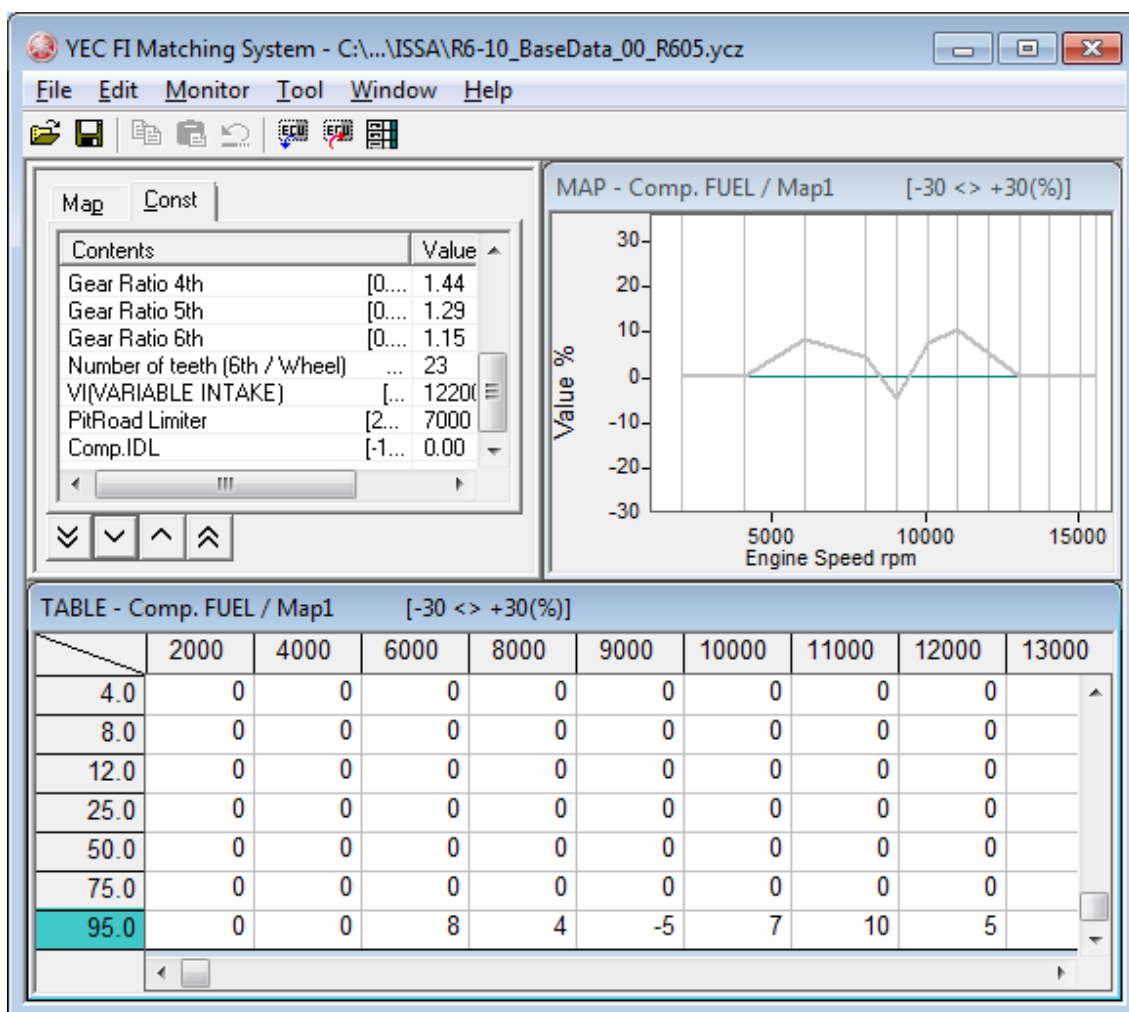 YEC FI Matching System - C:\...\ISSA\R6-10_BaseData_00_R605.ycz
File Edit Monitor Tool Window Help
Map Const
Contents Value
Gear Ratio 4th [0.... 1.44
Gear Ratio 5th [0.... 1.29
Gear Ratio 6th [0.... 1.15
Number of teeth (6th / Wheel) ... 23
VI(VARIABLE INTAKE) [... 12200
PitRoad Limiter [2... 7000
Comp.IDL [-1... 0.00
MAP - Comp. FUEL / Map1 [-30 <> +30(%)]
Value %
30
20
10
0
-10
-20
-30
5000 10000 15000
Engine Speed rpm
TABLE - Comp. FUEL / Map1 [-30 <> +30(%)]
2000 4000 6000 8000 9000 10000 11000 12000 13000
4.0 0 0 0 0 0 0 0 0
8.0 0 0 0 0 0 0 0 0
12.0 0 0 0 0 0 0 0 0
25.0 0 0 0 0 0 0 0 0
50.0 0 0 0 0 0 0 0 0
75.0 0 0 0 0 0 0 0 0
95.0 0 0 8 4 -5 7 10 5